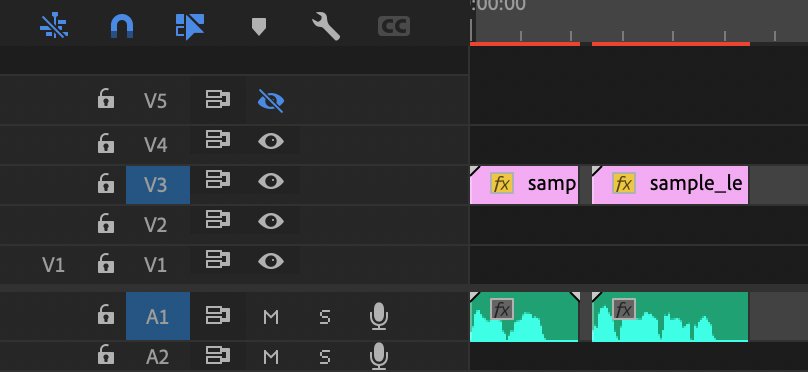 :00:00
CC
V5
V4
V3 fx samp fx sample_le
V2
V1 V1
A1 M S fx fx
A2 M S